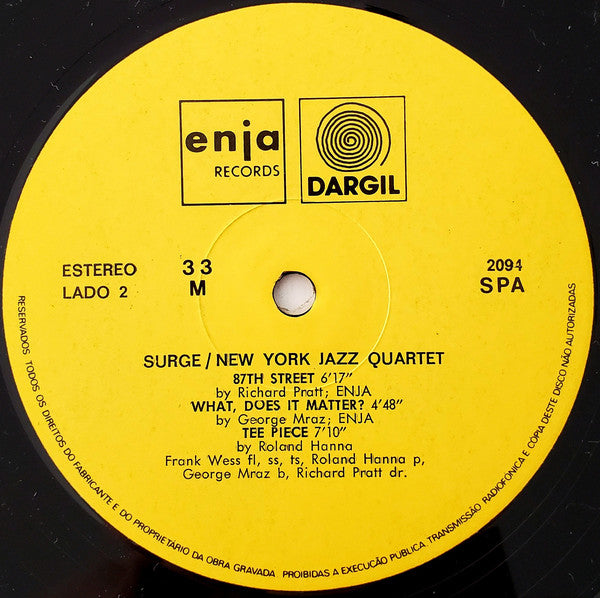 enja
RECORDS
DARGIL
ESTEREO
LADO 2
33
M
2094
SPA
SURGE / NEW YORK JAZZ QUARTET
87TH STREET 6'17"
by Richard Pratt; ENJA
WHAT, DOES IT MATTER? 4'48"
by George Mraz; ENJA
TEE PIECE 7'10"
by Roland Hanna
Frank Wess fl, ss, ts, Roland Hanna p,
George Mraz b, Richard Pratt dr.
RESERVADOS TODOS OS DIREITOS DO FABRICANTE E DO PROPRIETÁRIO DA OBRA GRAVADA PROIBIDAS A EXECUÇÃO PUBLICA TRANSMISSÃO RADIOFÓNICA E CÓPIA DESTE DISCO NÃO AUTORIZADAS